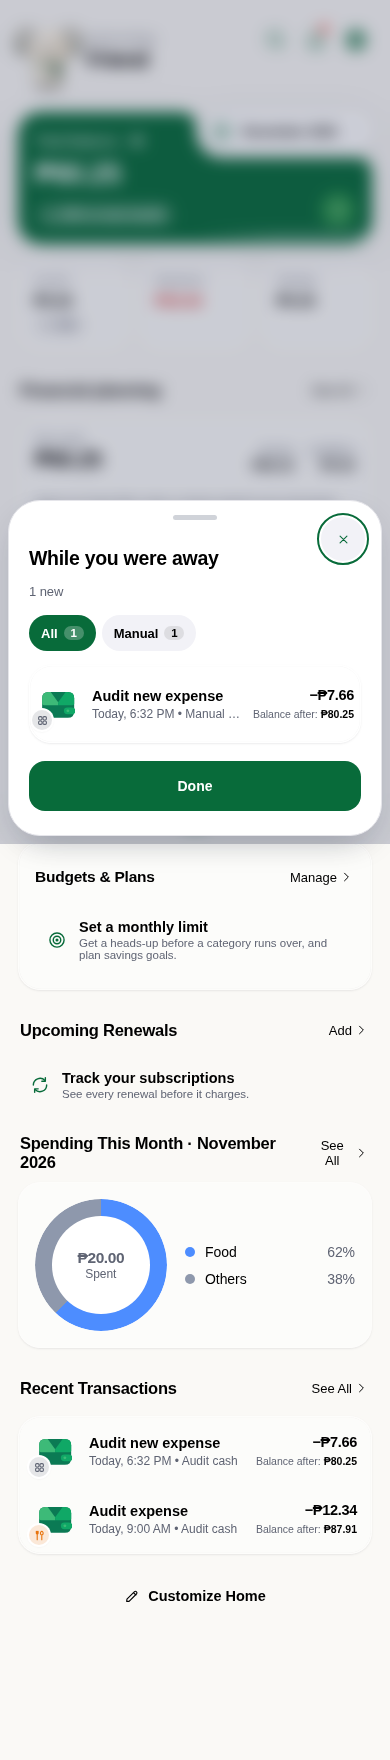 Financial planning
While you were away
1 new
All 1 Manual 1
Audit new expense −₱7.66
Today, 6:32 PM • Manual ... Balance after: ₱80.25
Done
Budgets & Plans Manage
Set a monthly limit
Get a heads-up before a category runs over, and
plan savings goals.
Upcoming Renewals Add
Track your subscriptions
See every renewal before it charges.
Spending This Month · November
2026
See
All
₱20.00
Spent
Food 62%
Others 38%
Recent Transactions See All
Audit new expense −₱7.66
Today, 6:32 PM • Audit cash Balance after: ₱80.25
Audit expense −₱12.34
Today, 9:00 AM • Audit cash Balance after: ₱87.91
Customize Home